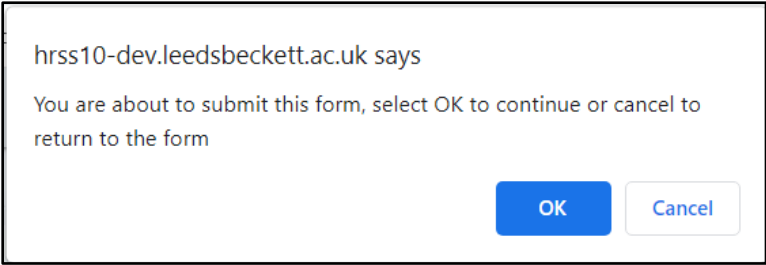 hrss10-dev.leedsbeckett.ac.uk says
You are about to submit this form, select OK to continue or cancel to
return to the form
OK
Cancel